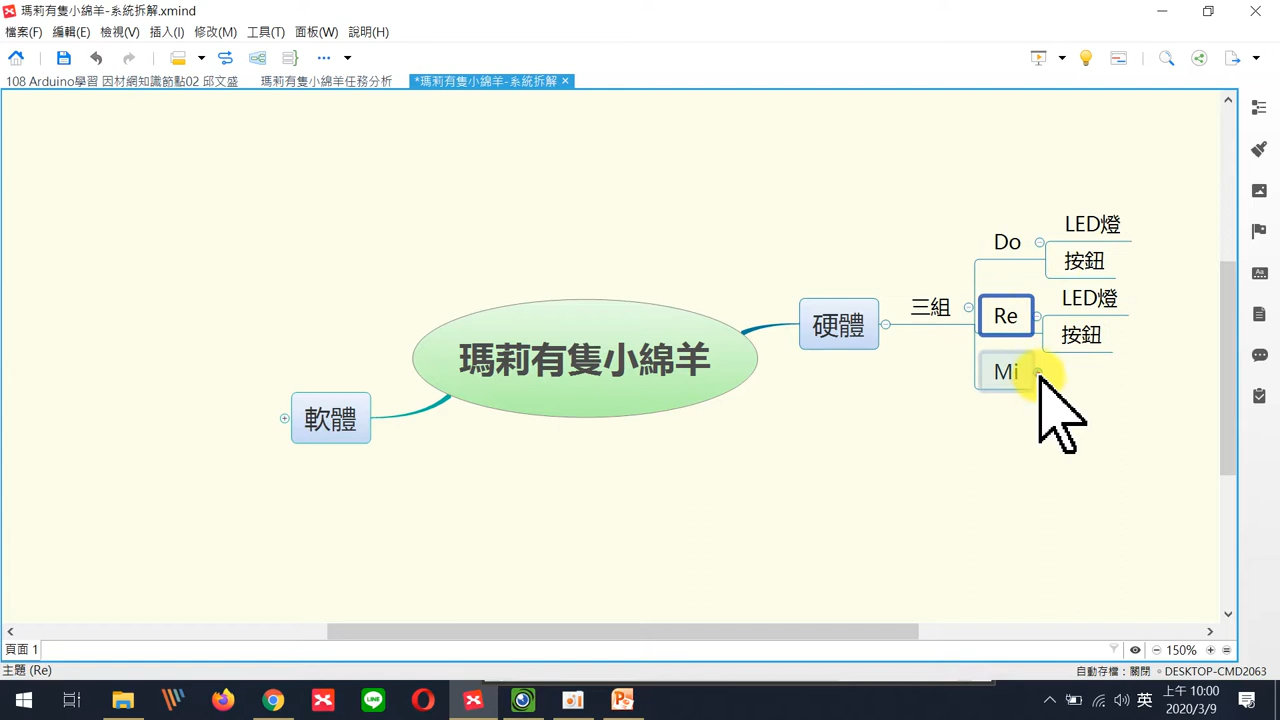 瑪莉有隻小綿羊-系統拆解.xmind
檔案(F) 編輯(E) 檢視(V) 插入(I) 修改(M) 工具(T) 面板(W) 說明(H)
108 Arduino學習 因材網知識節點02 邱文盛 瑪莉有隻小綿羊任務分析 *瑪莉有隻小綿羊-系統拆解
LED燈
Do
按鈕
LED燈
三組
Re
硬體
按鈕
瑪莉有隻小綿羊
Mi
軟體
頁面 1
150%
主題 (Re)
自動存檔：關閉
DESKTOP-CMD2063
英
上午 10:00
2020/3/9